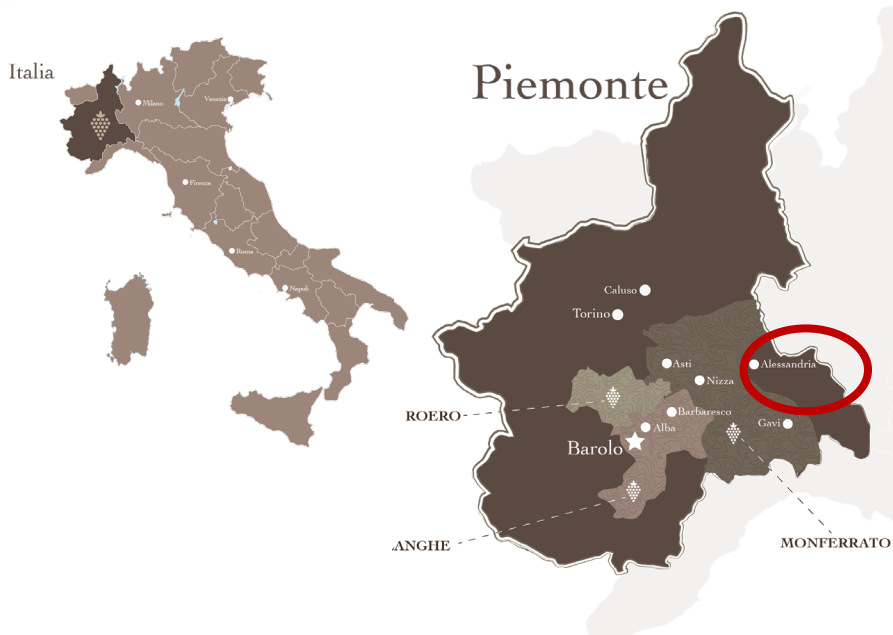 Italia
Milano
Venezia
Firenze
Roma
Napoli
Piemonte
Caluso
Torino
Asti
Alessandria
Nizza
ROERO
Barbaresco
Gavi
Alba
Barolo
ANGHE
MONFERRATO